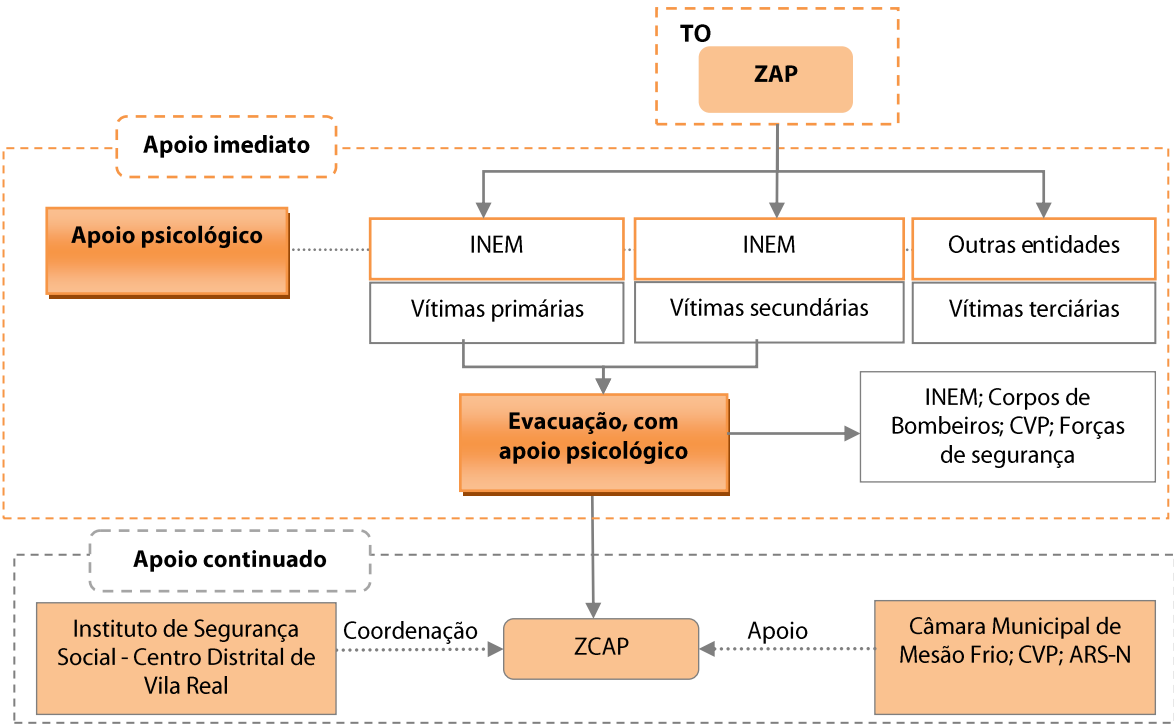 TO
ZAP
Apoio imediato
Apoio psicológico
INEM
INEM
Outras entidades
Vítimas primárias
Vítimas secundárias
Vítimas terciárias
Evacuação, com
apoio psicológico
INEM; Corpos de
Bombeiros; CVP; Forças
de segurança
Apoio continuado
Instituto de Segurança
Social - Centro Distrital de
Vila Real
Coordenação
ZCAP
Apoio
Câmara Municipal de
Mesão Frio; CVP; ARS-N